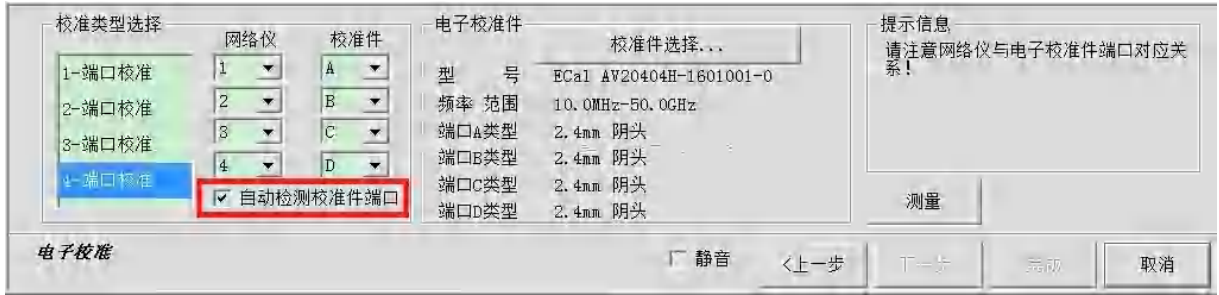 校准类型选择
1-端口校准
2-端口校准
3-端口校准
4-端口校准
网络仪 校准件
1 A
2 B
3 C
4 D
自动检测校准件端口
电子校准件
校准件选择...
型 号 ECal AV20404H-1601001-0
频率 范围 10.0MHz-50.0GHz
端口A类型 2.4mm 阴头
端口B类型 2.4mm 阴头
端口C类型 2.4mm 阴头
端口D类型 2.4mm 阴头
提示信息
请注意网络仪与电子校准件端口对应关
系!
测量
电子校准 静音 <上一步 下一步 完成 取消